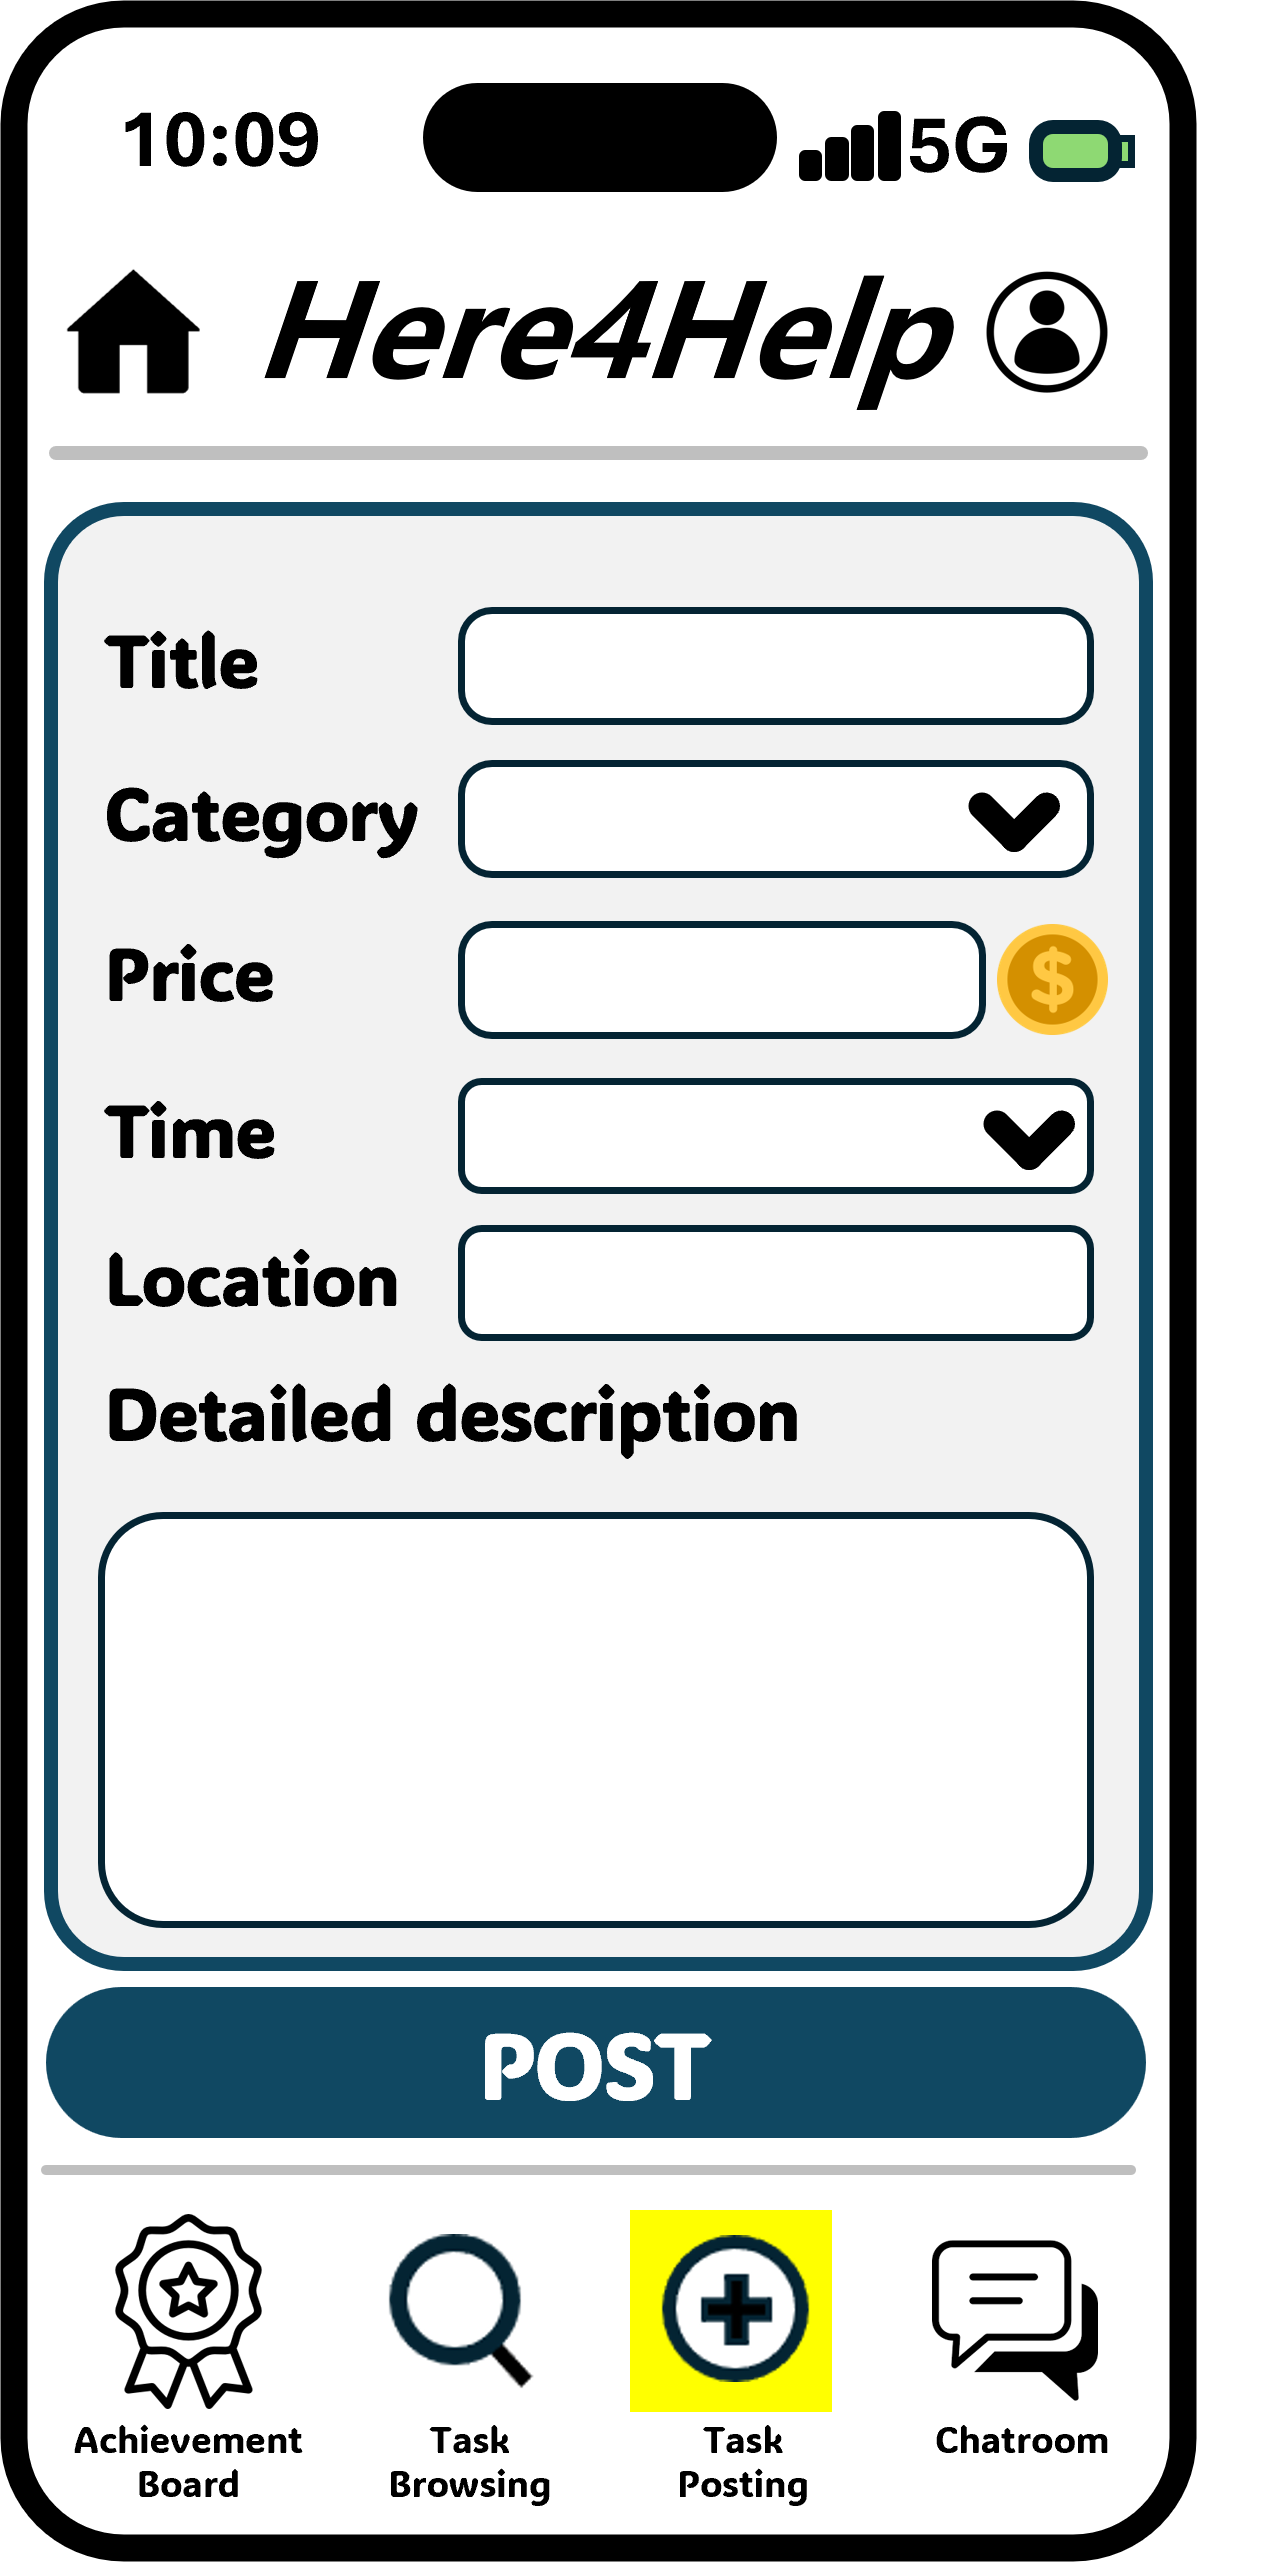 10:09
5G
Here4Help
Title
Category
Price
$
Time
Location
Detailed description
POST
Achievement
Board
Task
Browsing
Task
Posting
Chatroom